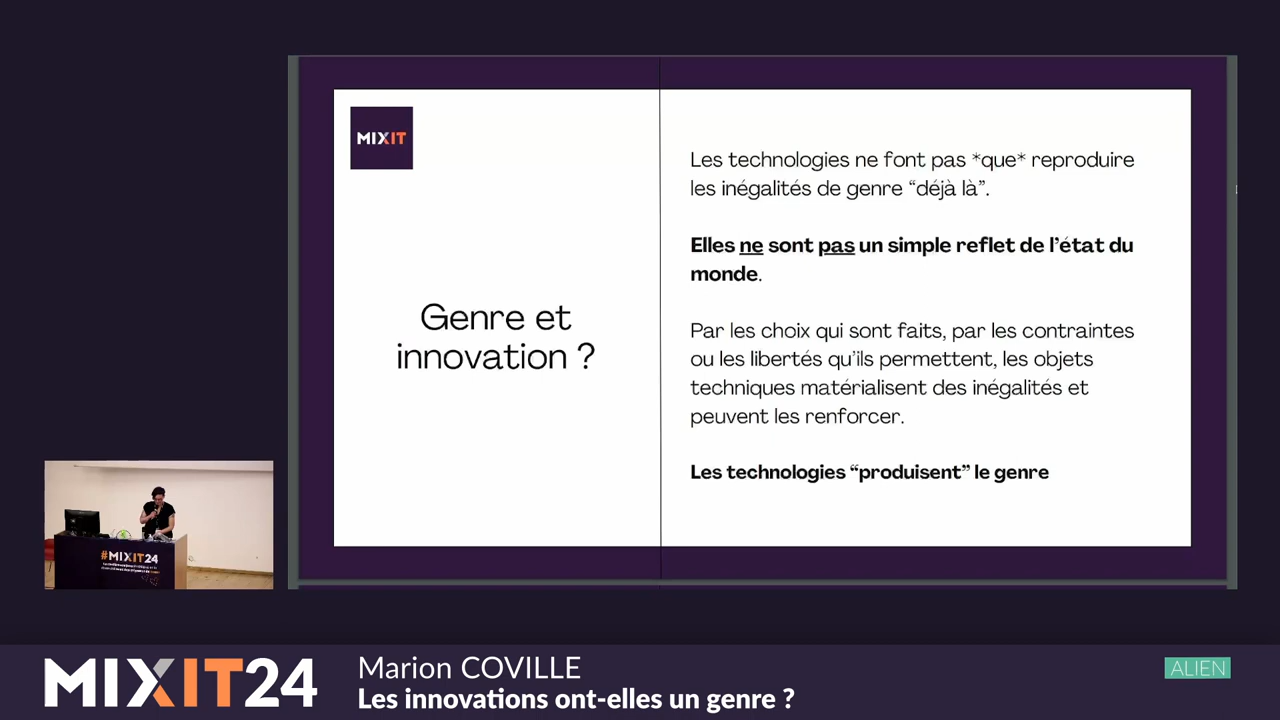 MIXIT
Genre et
innovation ?
Les technologies ne font pas *que* reproduire
les inégalités de genre “déjà là”.
Elles ne sont pas un simple reflet de l’état du
monde.
Par les choix qui sont faits, par les contraintes
ou les libertés qu’ils permettent, les objets
techniques matérialisent des inégalités et
peuvent les renforcer.
Les technologies “produisent” le genre
#MIXIT24
MIXIT24
Marion COVILLE
Les innovations ont-elles un genre ?
ALIEN